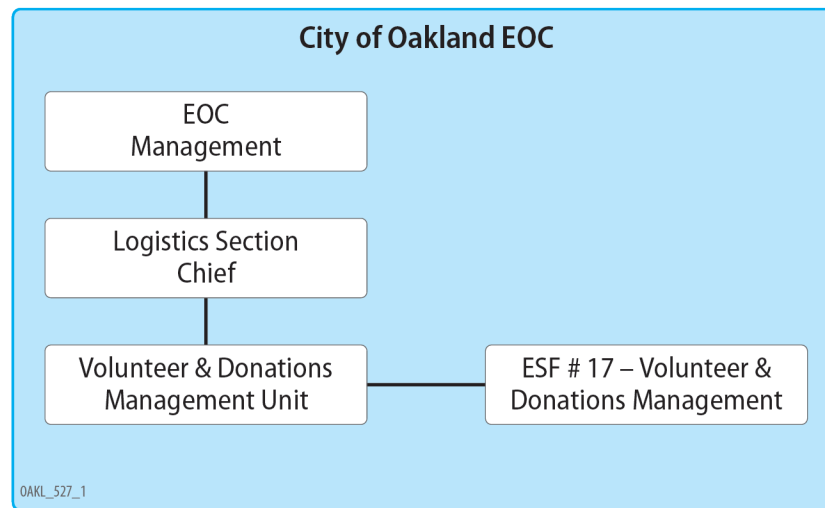 City of Oakland EOC
EOC
Management
Logistics Section
Chief
Volunteer & Donations
Management Unit
ESF # 17 – Volunteer &
Donations Management
OAKL_527_1